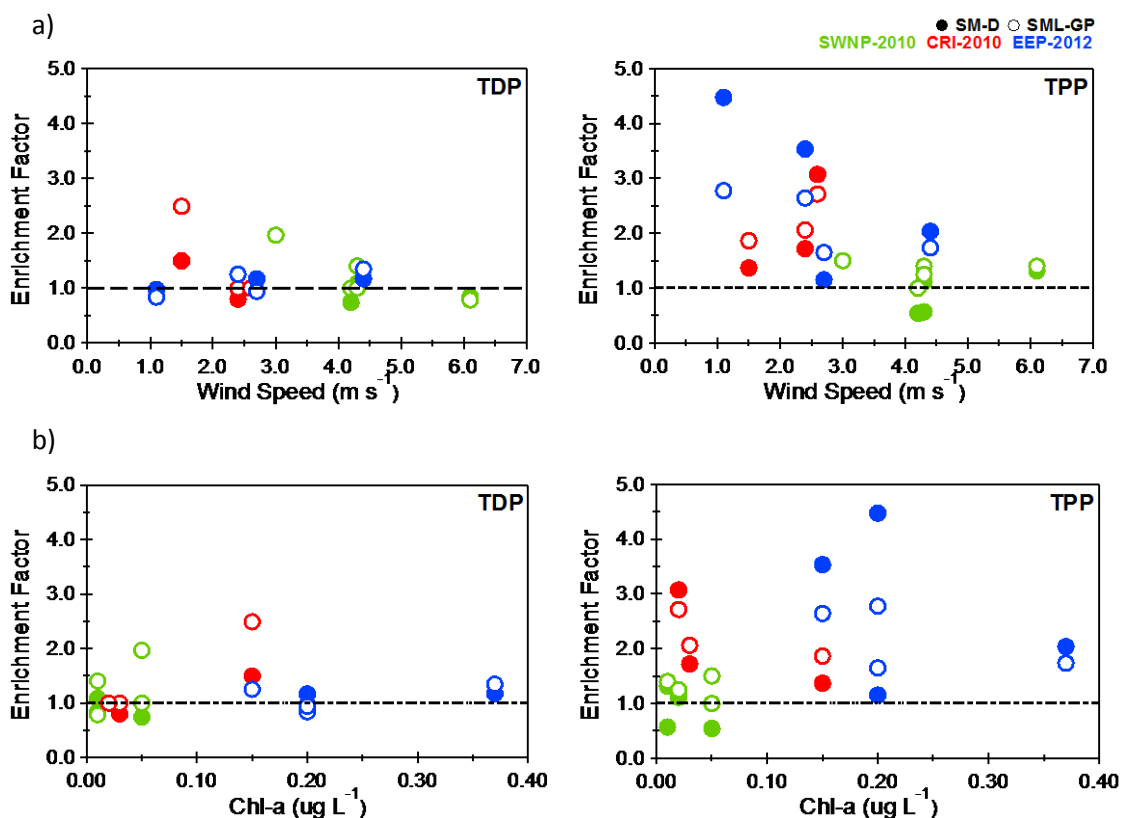 a)
SM-D SML-GP
SWNP-2010 CRI-2010 EEP-2012
TDP
Enrichment Factor
5.0
4.0
3.0
2.0
1.0
0.0
0.0 1.0 2.0 3.0 4.0 5.0 6.0 7.0
Wind Speed (m s⁻¹)
TPP
Enrichment Factor
5.0
4.0
3.0
2.0
1.0
0.0
0.0 1.0 2.0 3.0 4.0 5.0 6.0 7.0
Wind Speed (m s⁻¹)
b)
TDP
Enrichment Factor
5.0
4.0
3.0
2.0
1.0
0.0
0.00 0.10 0.20 0.30 0.40
Chl-a (ug L⁻¹)
TPP
Enrichment Factor
5.0
4.0
3.0
2.0
1.0
0.0
0.00 0.10 0.20 0.30 0.40
Chl-a (ug L⁻¹)